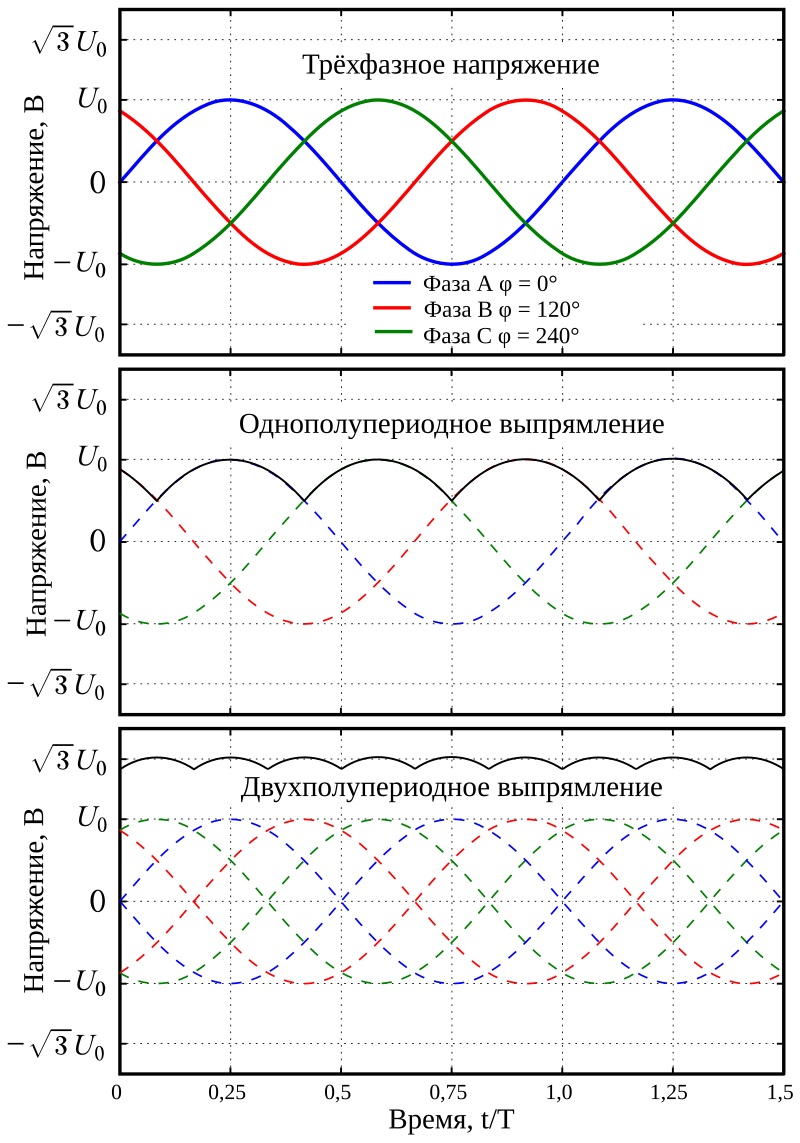 √3 U₀
Трёхфазное напряжение
U₀
0
−U₀
−√3 U₀
Напряжение, В
Фаза A φ = 0°
Фаза B φ = 120°
Фаза C φ = 240°
√3 U₀
Однополупериодное выпрямление
U₀
0
−U₀
−√3 U₀
Напряжение, В
√3 U₀
Двухполупериодное выпрямление
U₀
0
−U₀
−√3 U₀
Напряжение, В
0 0,25 0,5 0,75 1,0 1,25 1,5
Время, t/T